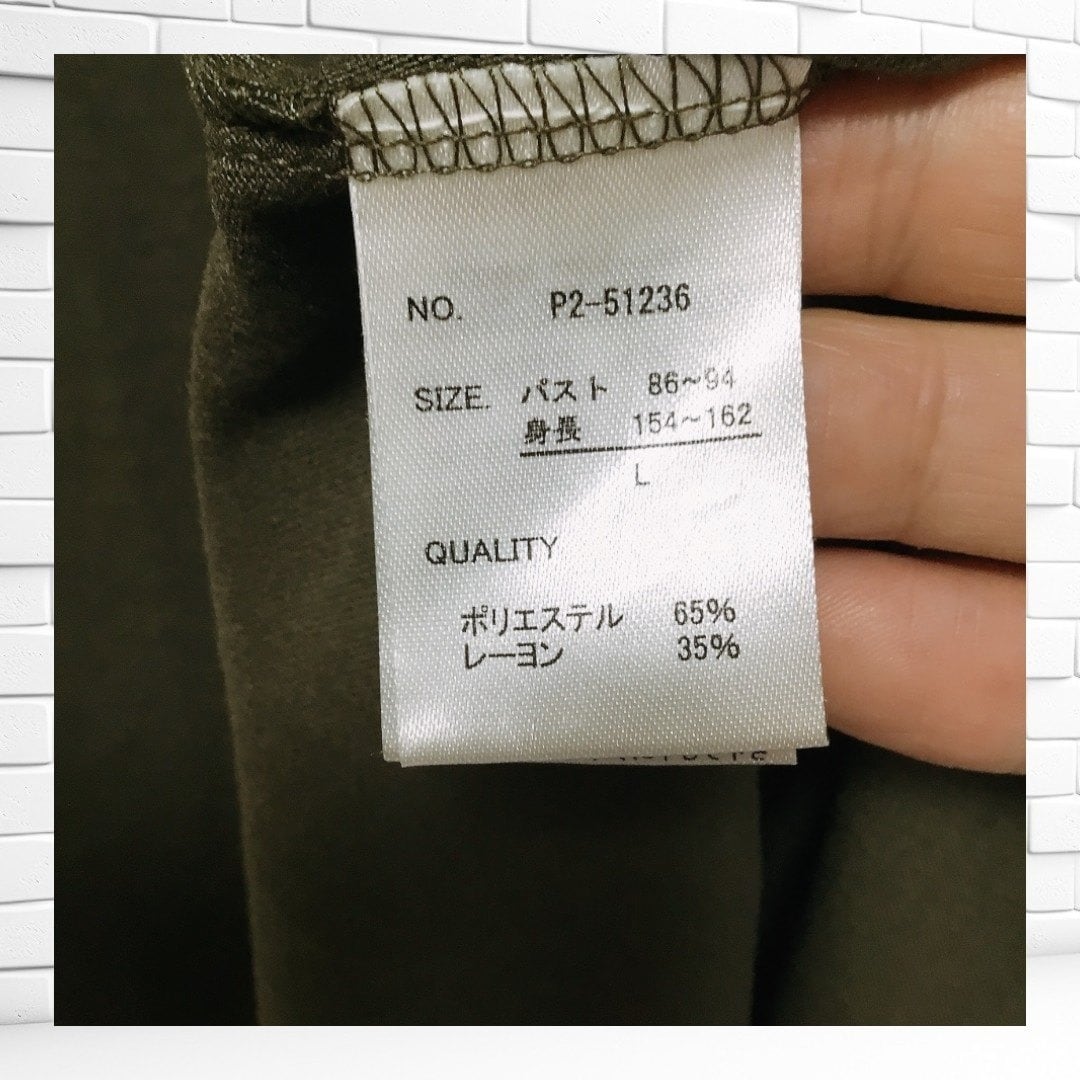 NO. P2-51236
SIZE. バスト 86~94
身長 154~162
L
QUALITY
ポリエステル 65%
レーヨン 35%